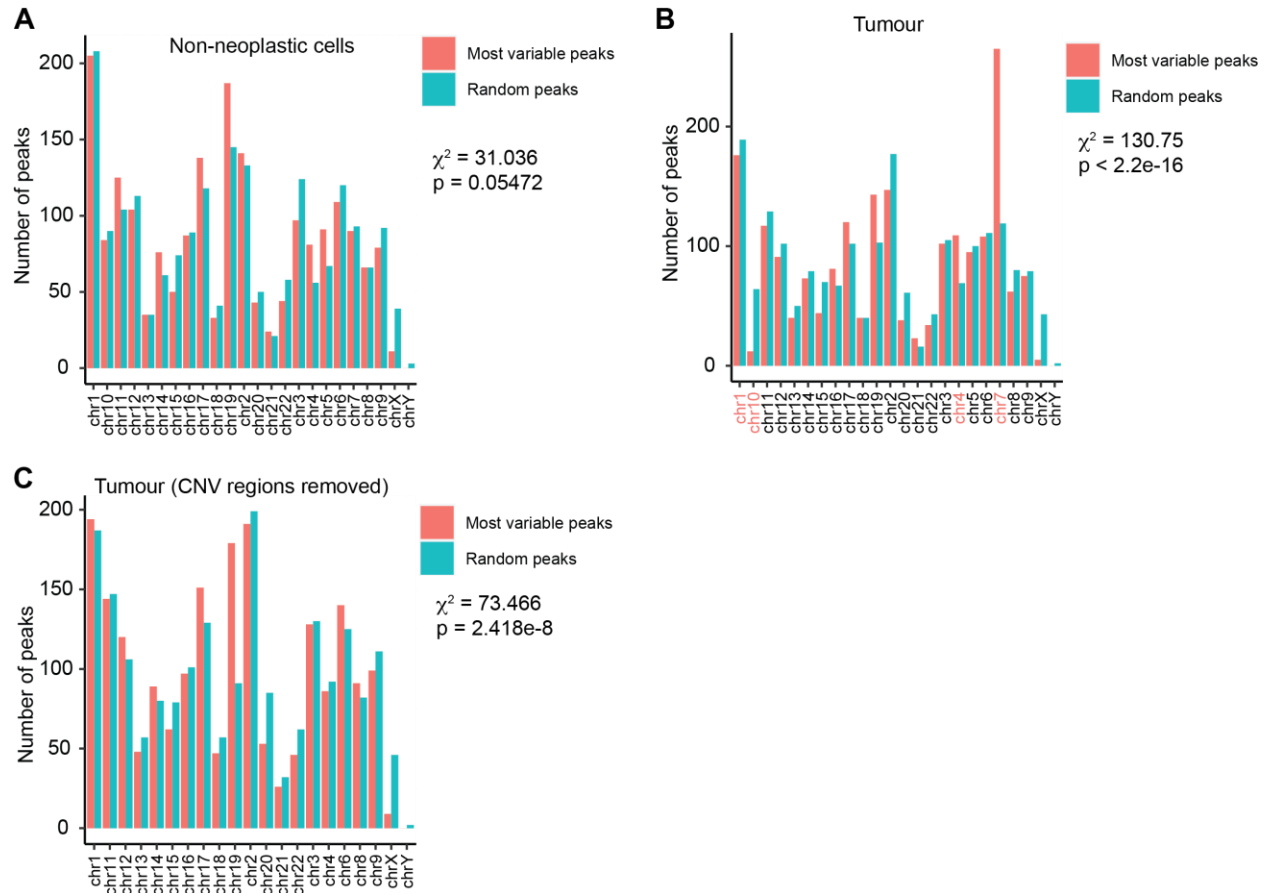 A
Non-neoplastic cells
Number of peaks
200
150
100
50
0
chr1
chr10
chr11
chr12
chr13
chr14
chr15
chr16
chr17
chr18
chr19
chr2
chr20
chr21
chr22
chr3
chr4
chr5
chr6
chr7
chr8
chr9
chrX
chrY
Most variable peaks
Random peaks
χ² = 31.036
p = 0.05472
B
Tumour
Number of peaks
200
100
0
chr1
chr10
chr11
chr12
chr13
chr14
chr15
chr16
chr17
chr18
chr19
chr2
chr20
chr21
chr22
chr3
chr4
chr5
chr6
chr7
chr8
chr9
chrX
chrY
Most variable peaks
Random peaks
χ² = 130.75
p < 2.2e-16
C
Tumour (CNV regions removed)
Number of peaks
200
150
100
50
0
chr1
chr11
chr12
chr13
chr14
chr15
chr16
chr17
chr18
chr19
chr2
chr20
chr21
chr22
chr3
chr4
chr6
chr8
chr9
chrX
chrY
Most variable peaks
Random peaks
χ² = 73.466
p = 2.418e-8